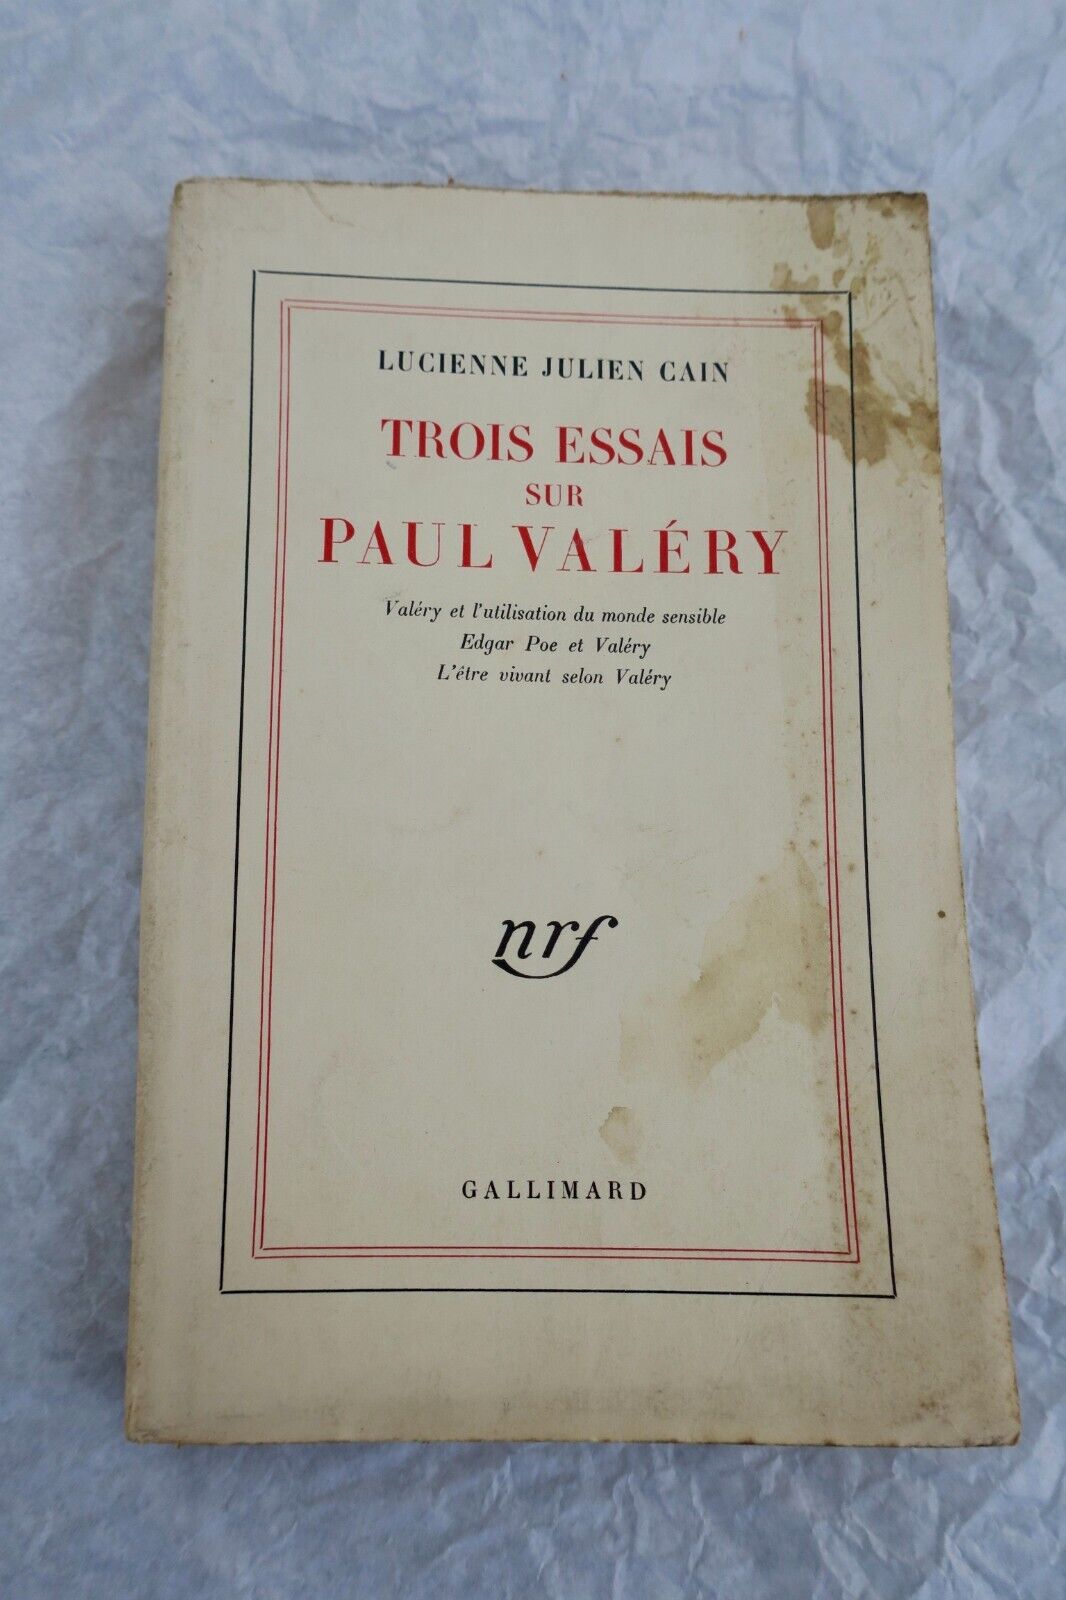 LUCIENNE JULIEN CAIN
TROIS ESSAIS
SUR
PAUL VALÉRY
Valéry et l'utilisation du monde sensible
Edgar Poe et Valéry
L'être vivant selon Valéry
nrf
GALLIMARD